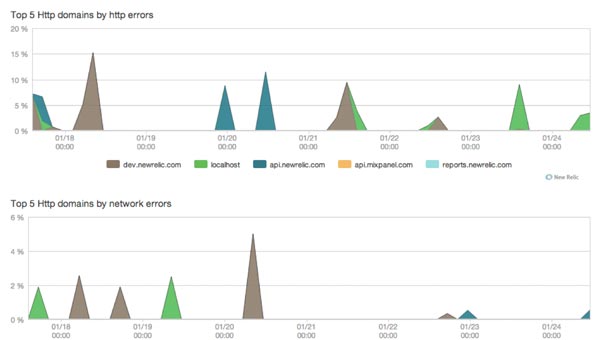 Top 5 Http domains by http errors
20 %
15 %
10 %
5 %
0 %
01/18 01/19 01/20 01/21 01/22 01/23 01/24
00:00 00:00 00:00 00:00 00:00 00:00 00:00
dev.newrelic.com localhost api.newrelic.com api.mixpanel.com reports.newrelic.com
New Relic
Top 5 Http domains by network errors
6 %
4 %
2 %
0 %
01/18 01/19 01/20 01/21 01/22 01/23 01/24
00:00 00:00 00:00 00:00 00:00 00:00 00:00